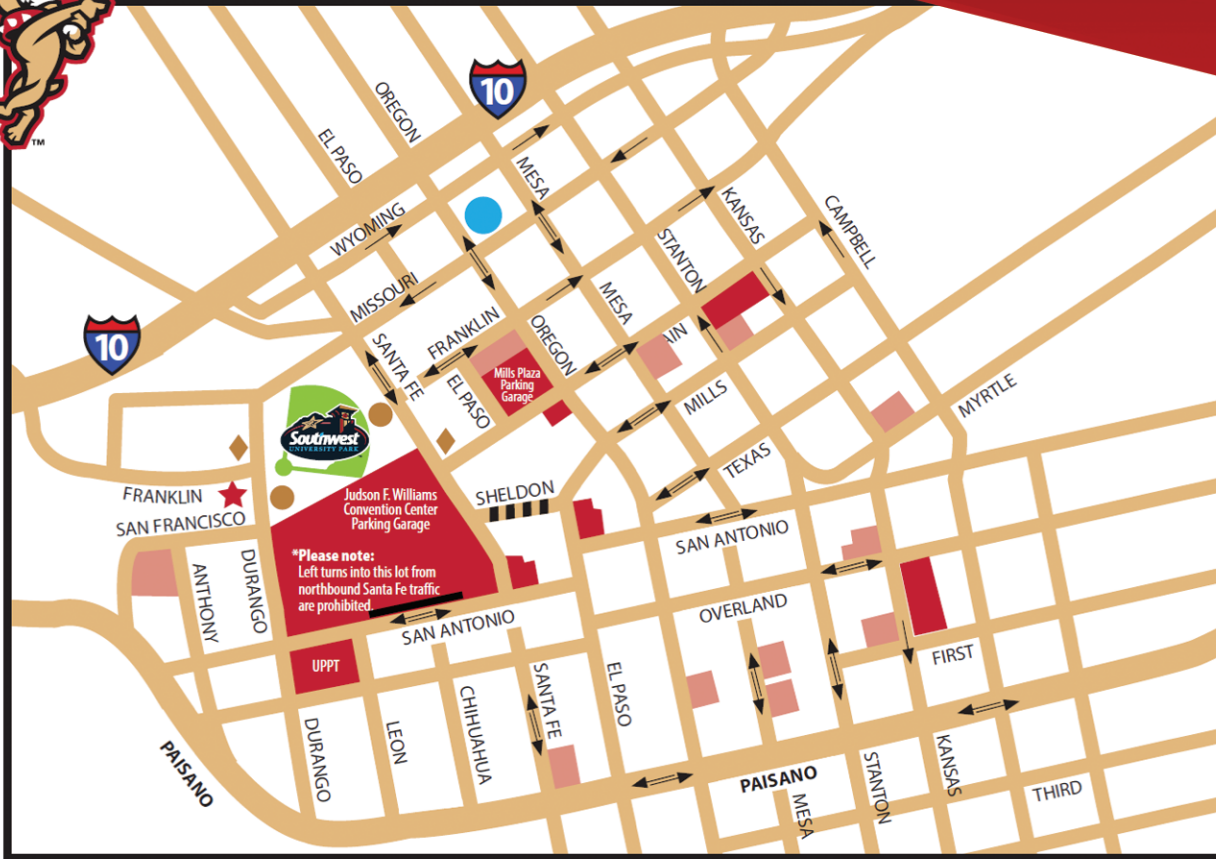 TM
10
OREGON
EL PASO
MESA
WYOMING
KANSAS
CAMPBELL
STANTON
MISSOURI
MESA
10
FRANKLIN
OREGON
SANTA FE
AIN
Mills Plaza
Parking
Garage
EL PASO
MILLS
MYRTLE
Southwest
UNIVERSITY PARK
TEXAS
SHELDON
FRANKLIN
Judson F. Williams
Convention Center
Parking Garage
SAN FRANCISCO
SAN ANTONIO
*Please note:
Left turns into this lot from
northbound Santa Fe traffic
are prohibited.
DURANGO
ANTHONY
OVERLAND
SAN ANTONIO
UPPT
FIRST
SANTA FE
EL PASO
CHIHUAHUA
DURANGO
LEON
PAISANO
PAISANO
KANSAS
STANTON
MESA
THIRD